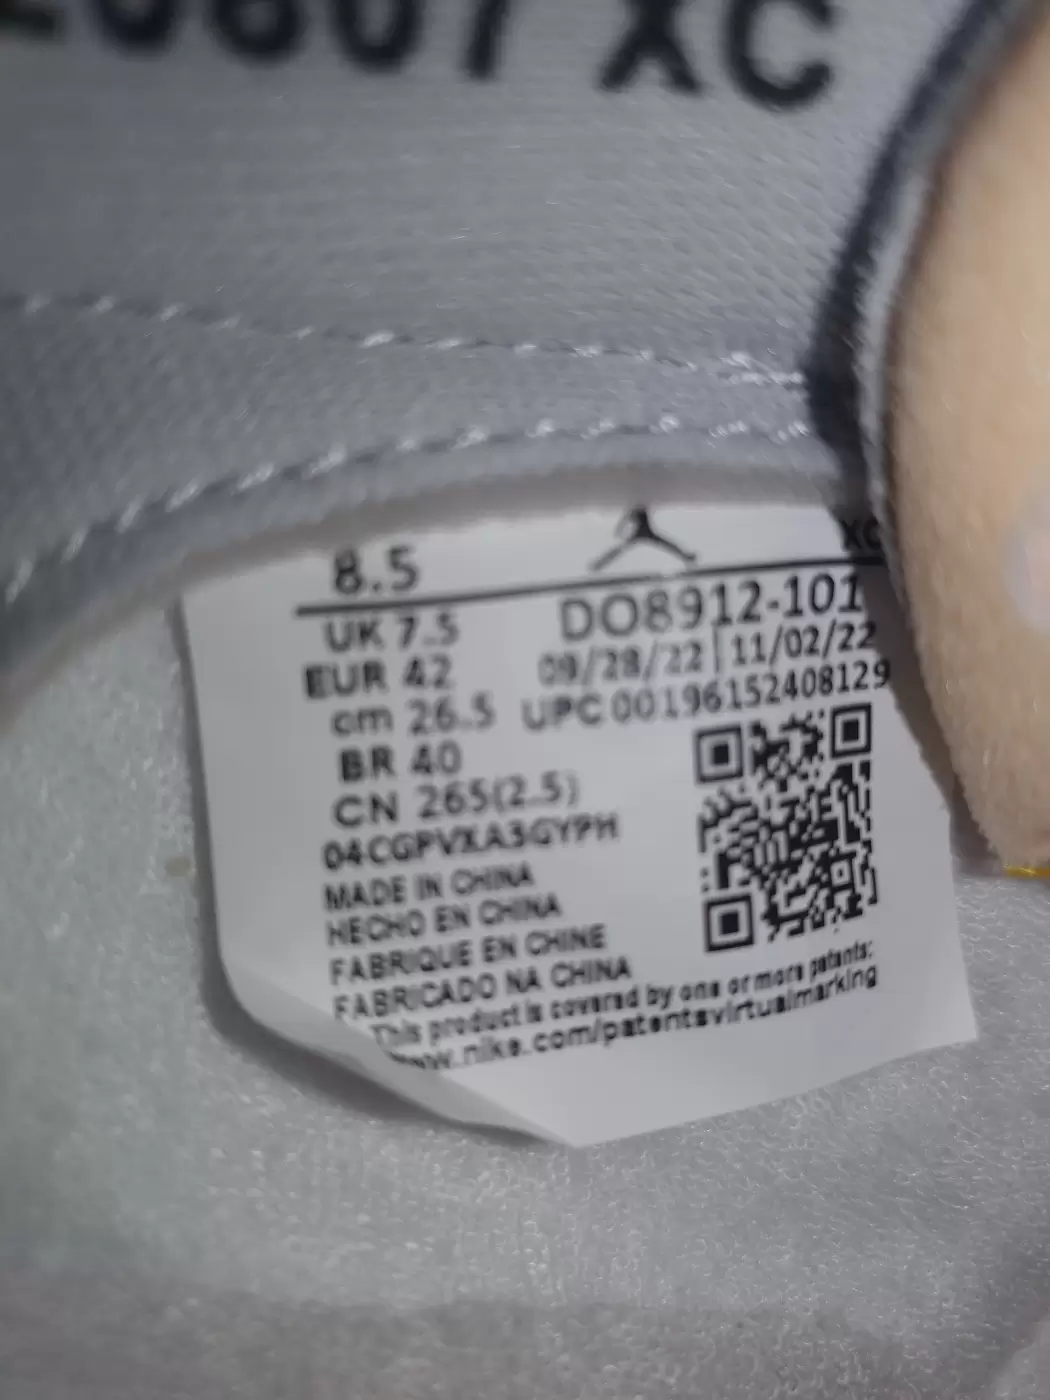 XC
8.5
XC
UK 7.5
DO8912-101
EUR 42
09/28/22 | 11/02/22
cm 26.5
UPC 00196152408129
BR 40
CN 265(2.5)
04CGPVXA3GYPH
MADE IN CHINA
HECHO EN CHINA
FABRIQUE EN CHINE
FABRICADO NA CHINA
This product is covered by one or more patents:
www.nike.com/patentsvirtualmarking